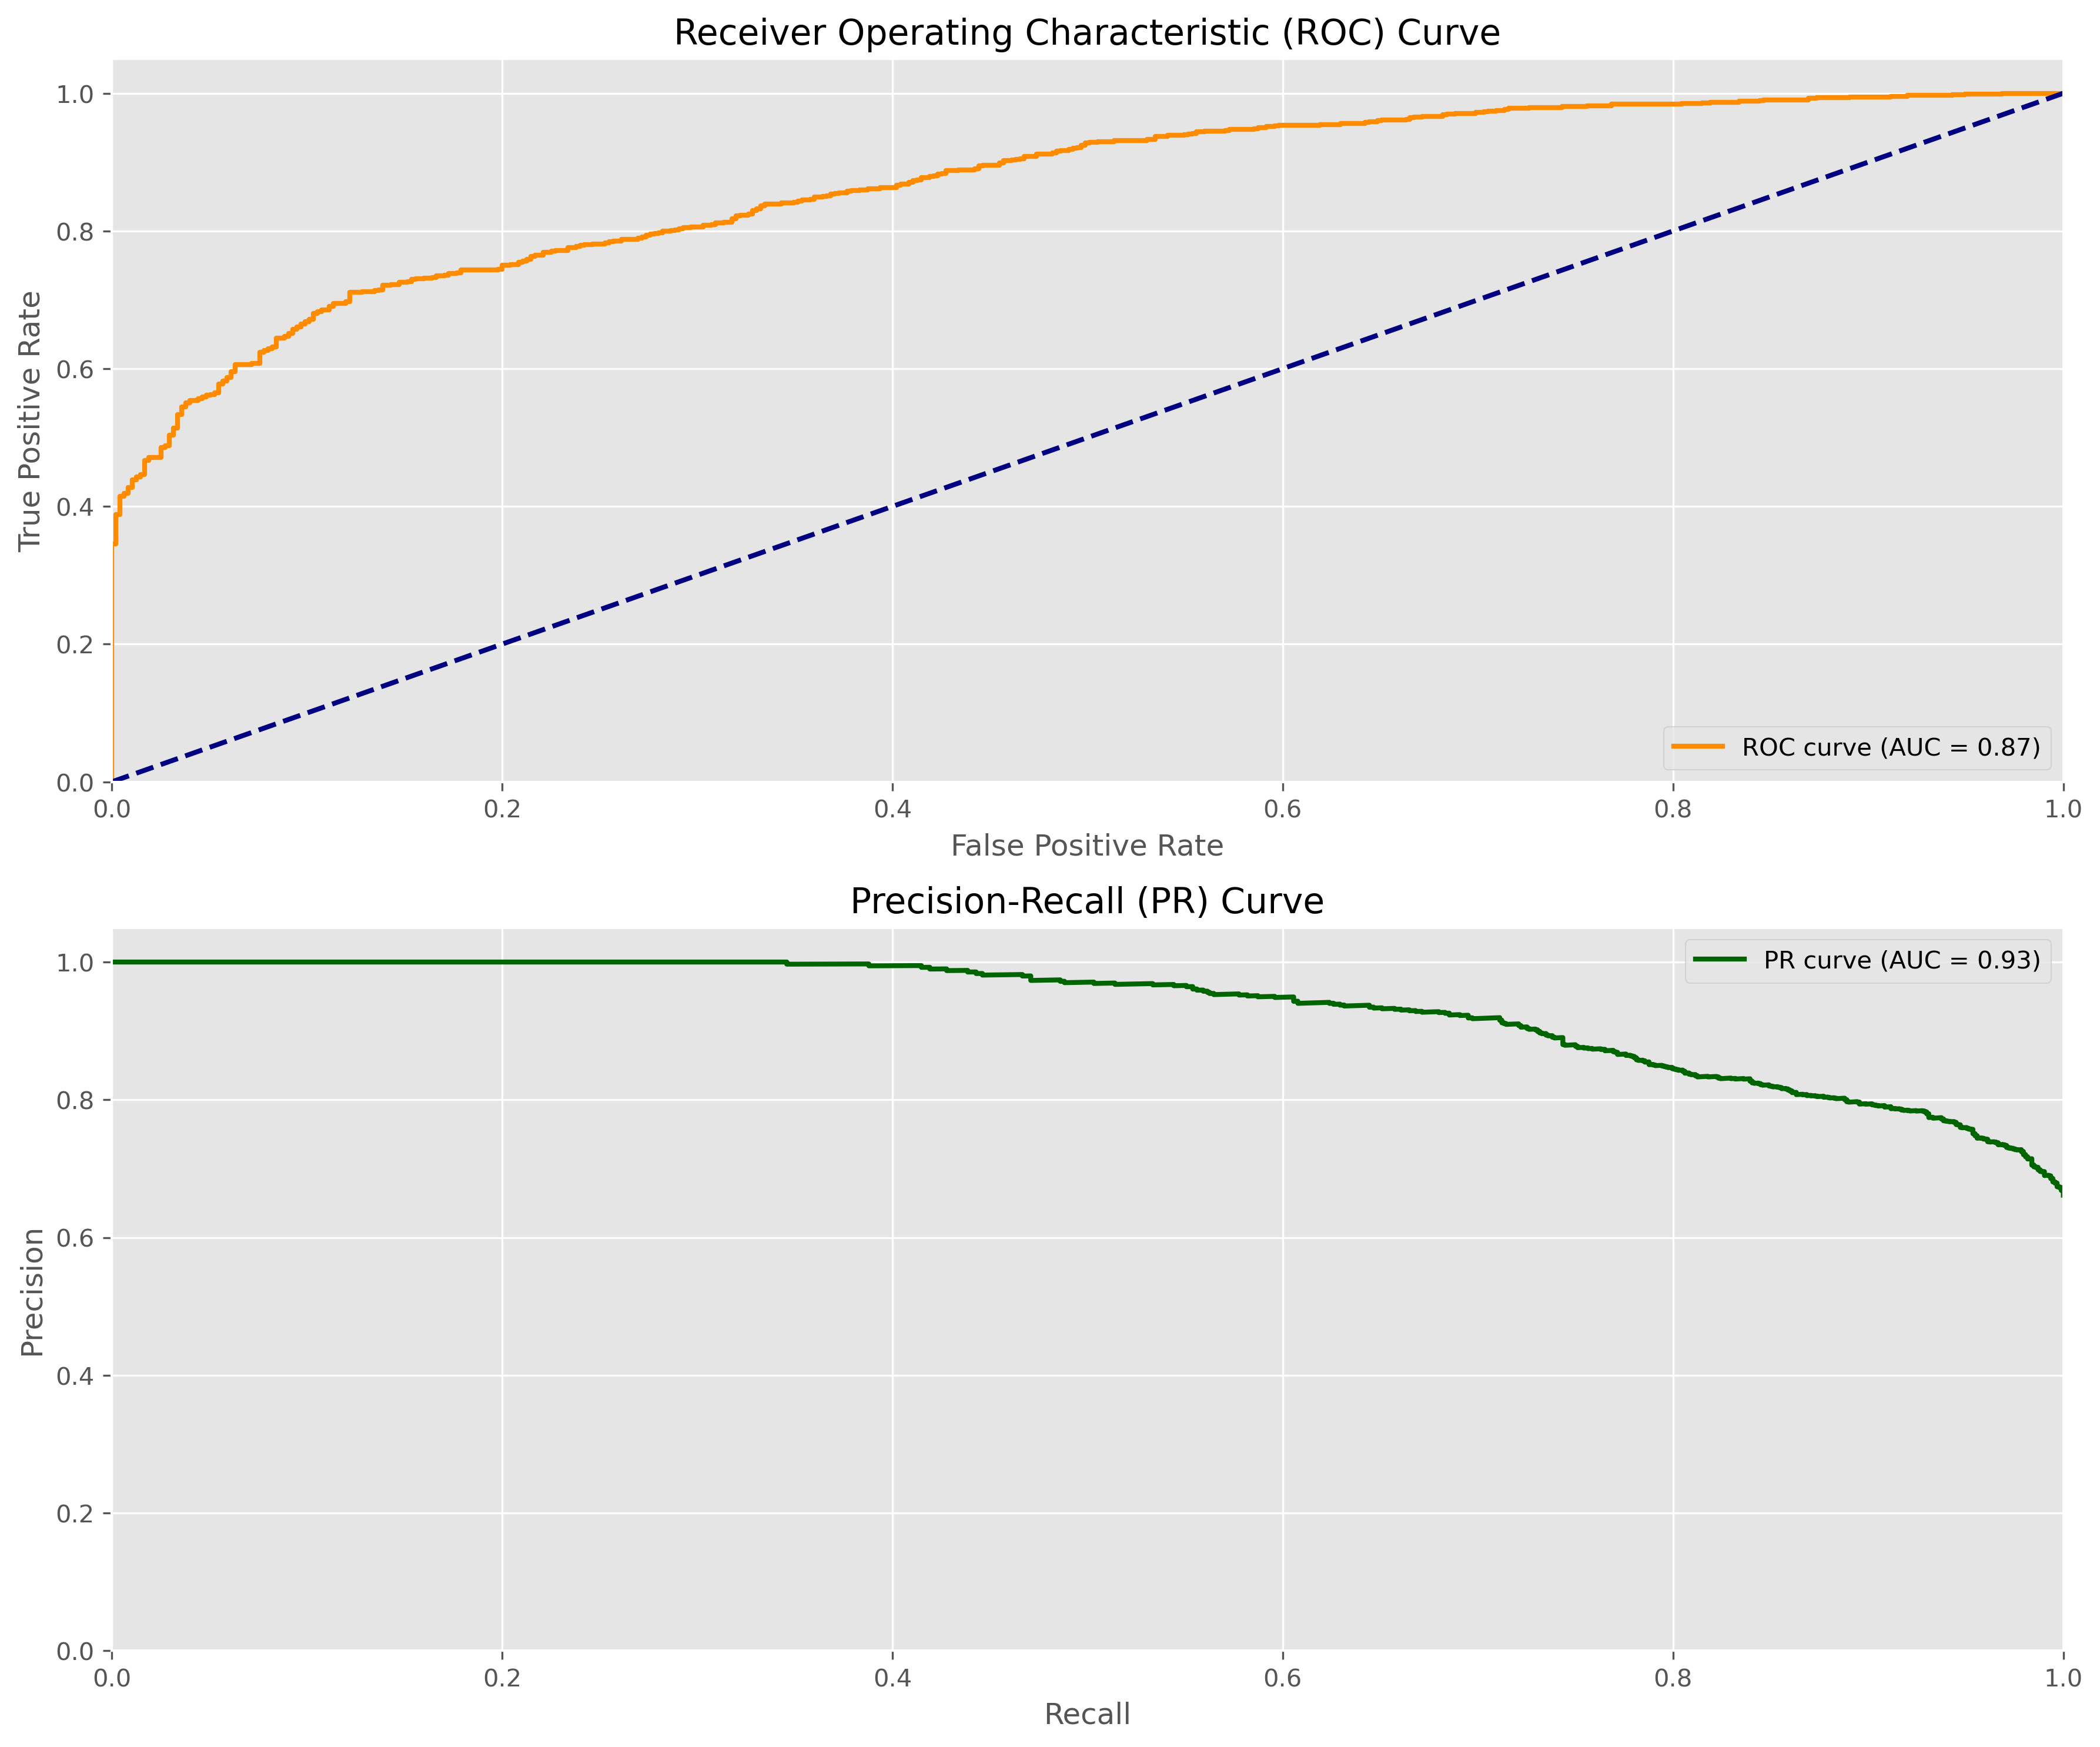 Receiver Operating Characteristic (ROC) Curve
1.0
0.8
0.6
0.4
0.2
0.0
True Positive Rate
ROC curve (AUC = 0.87)
0.0 0.2 0.4 0.6 0.8 1.0
False Positive Rate
Precision-Recall (PR) Curve
PR curve (AUC = 0.93)
1.0
0.8
0.6
0.4
0.2
0.0
Precision
0.0 0.2 0.4 0.6 0.8 1.0
Recall